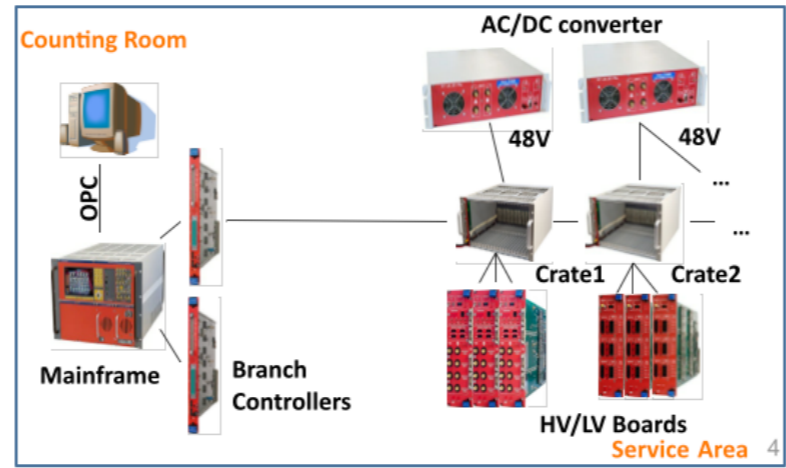 Counting Room
AC/DC converter
48V
48V
OPC
...
...
Crate1
Crate2
Mainframe
Branch
Controllers
HV/LV Boards
Service Area
4